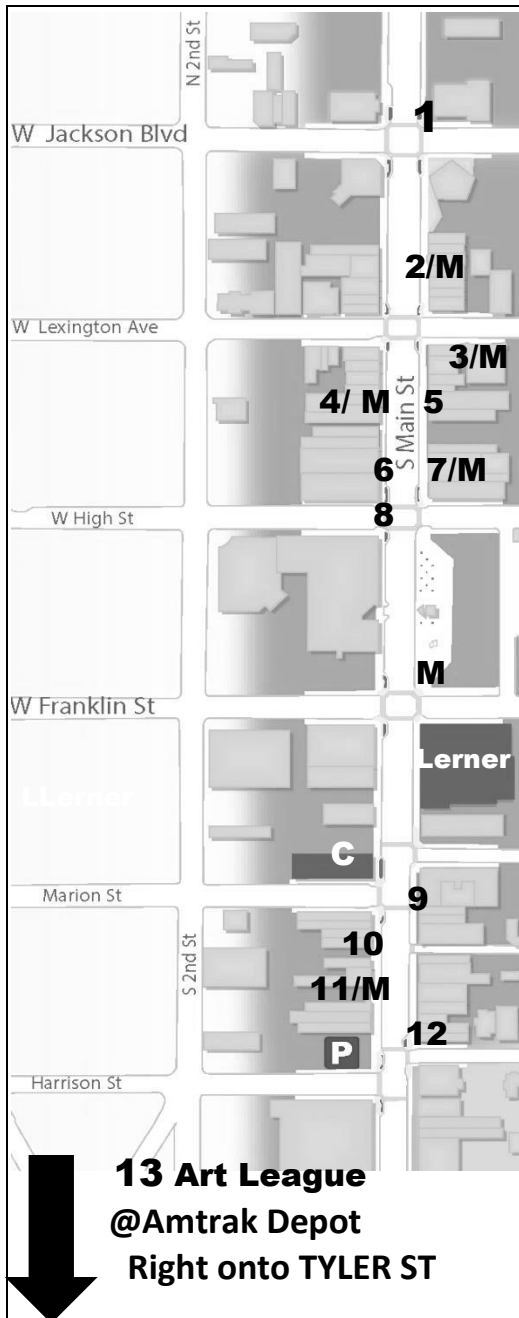 N 2nd St
1
W Jackson Blvd
2/M
W Lexington Ave
3/M
4/ M
5
S Main St
6
7/M
W High St
8
M
W Franklin St
Lerner
LLerner
C
Marion St
9
10
S 2nd St
11/M
12
P
Harrison St
13 Art League
@Amtrak Depot
Right onto TYLER ST